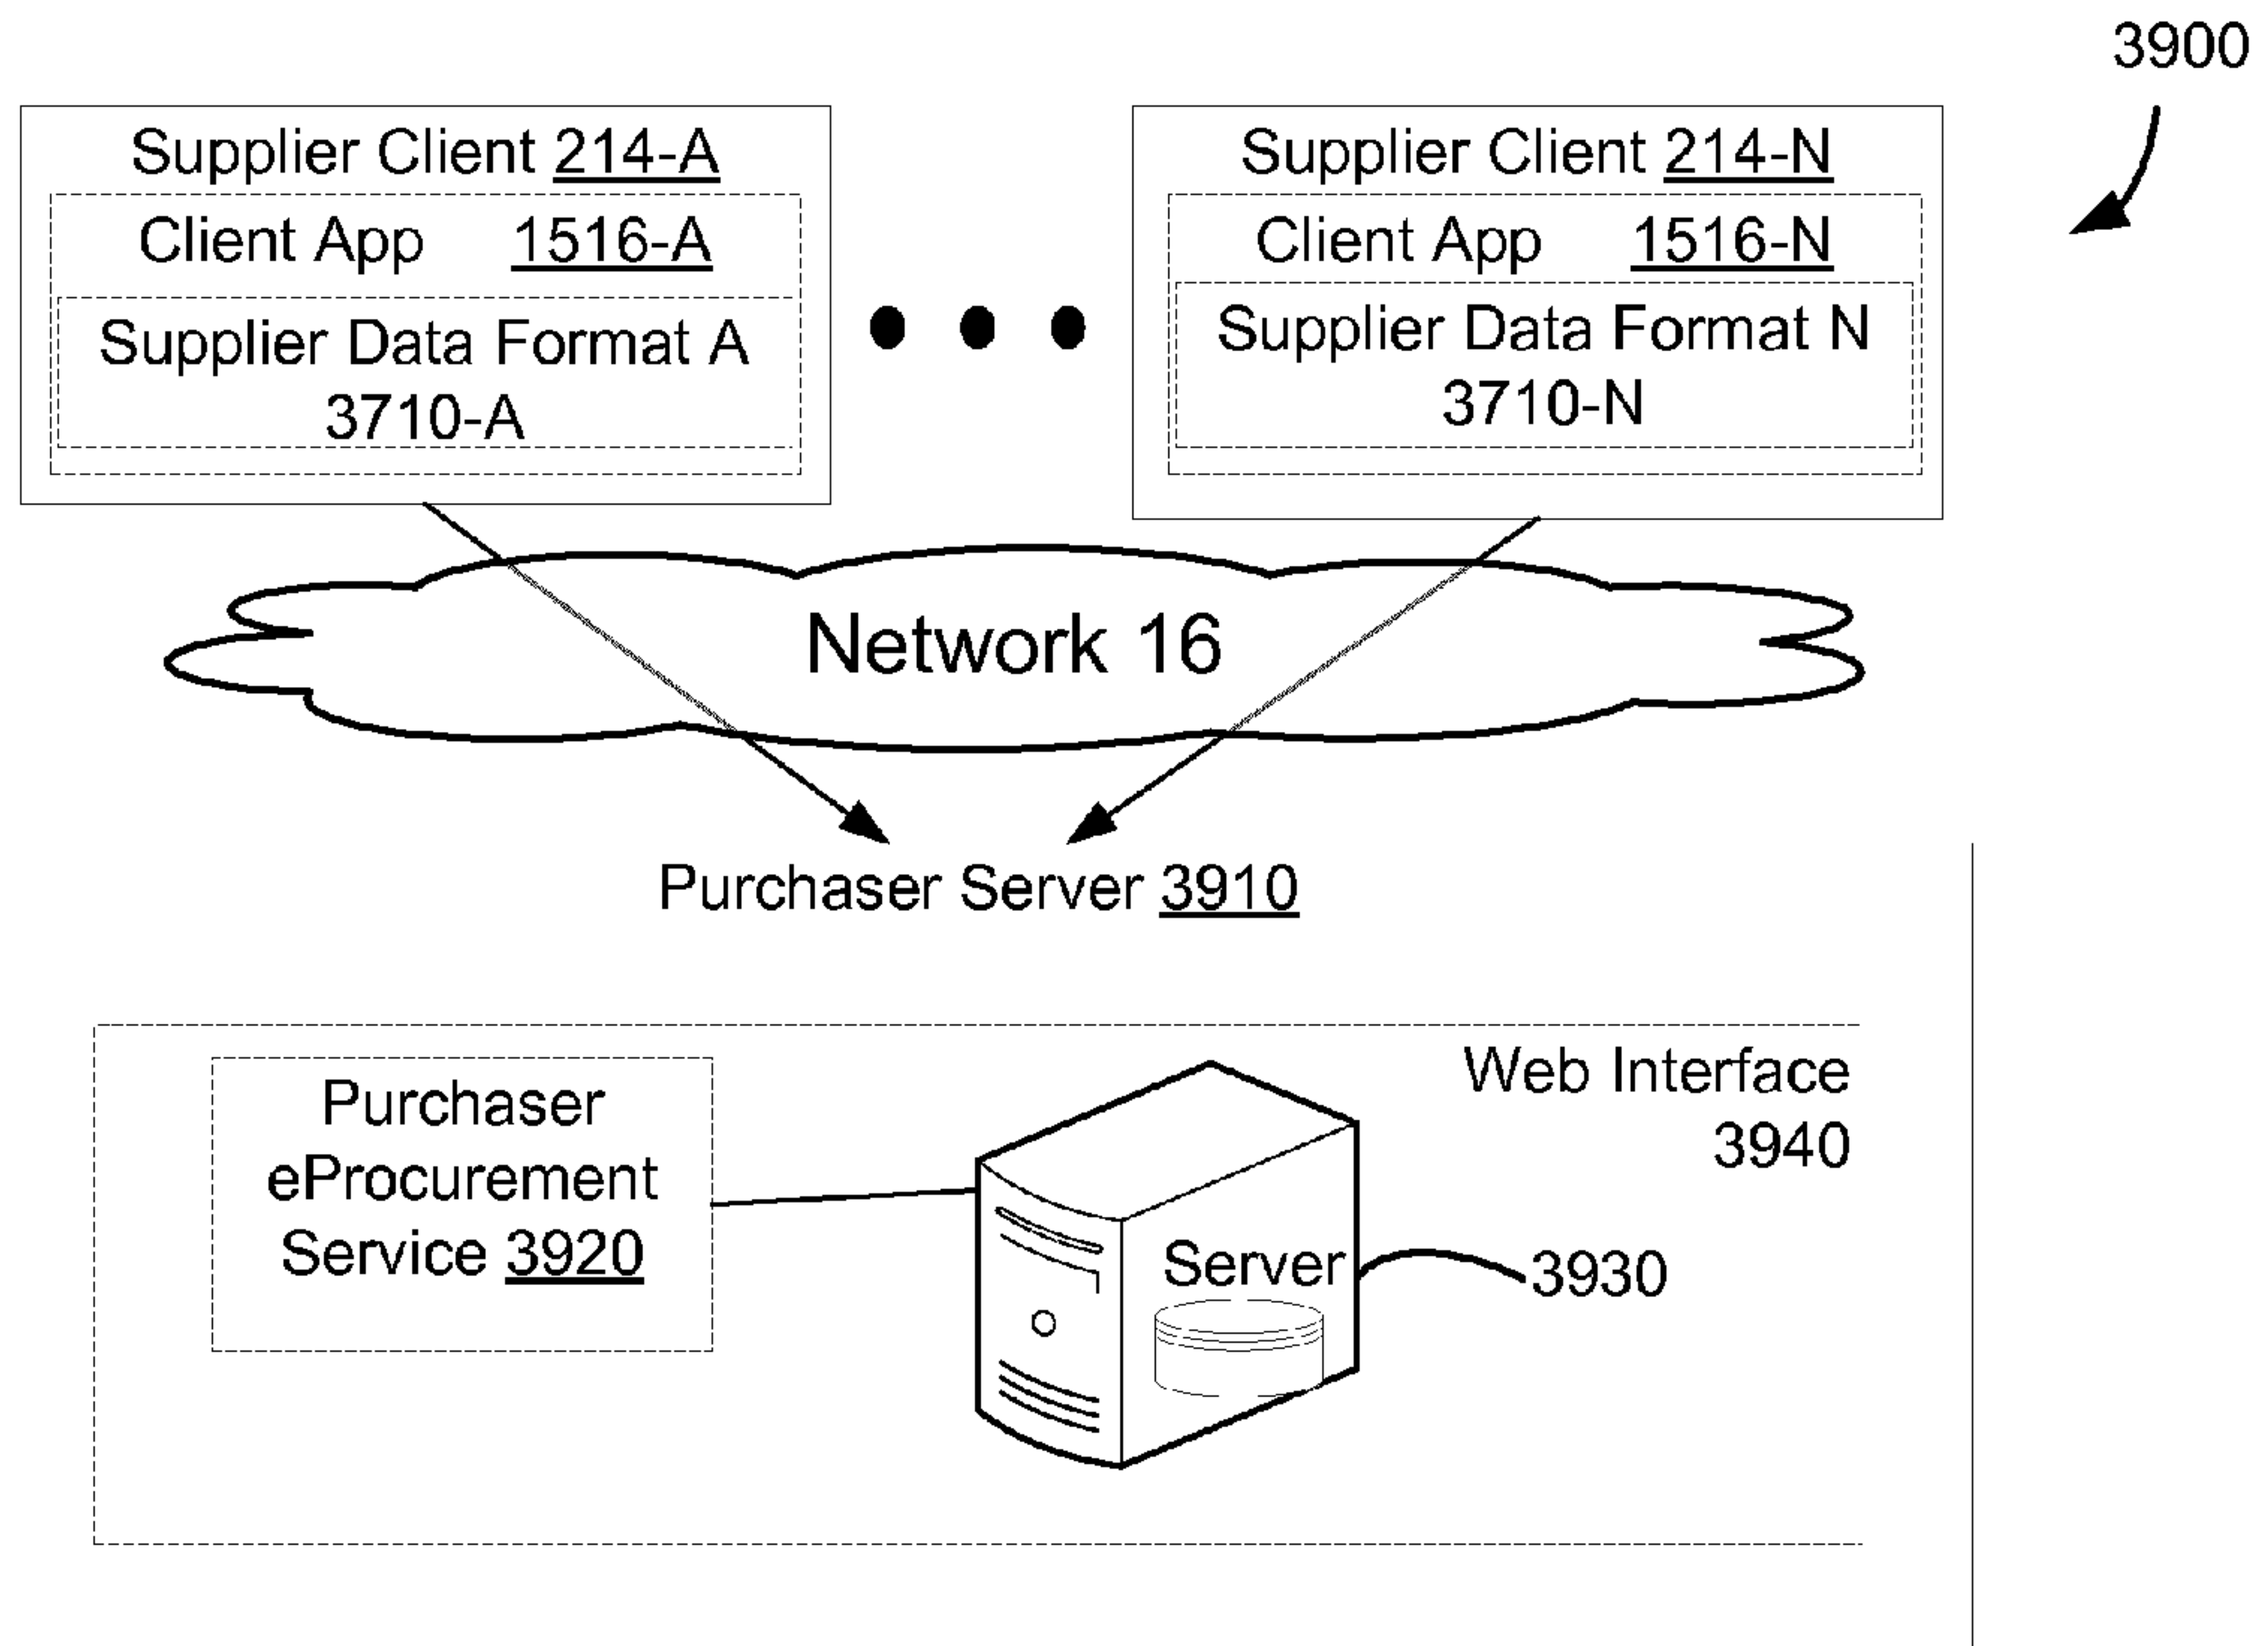 3900
Supplier Client 214-A
Client App 1516-A
Supplier Data Format A
3710-A
Supplier Client 214-N
Client App 1516-N
Supplier Data Format N
3710-N
Network 16
Purchaser Server 3910
Web Interface
3940
Purchaser
eProcurement
Service 3920
Server
3930